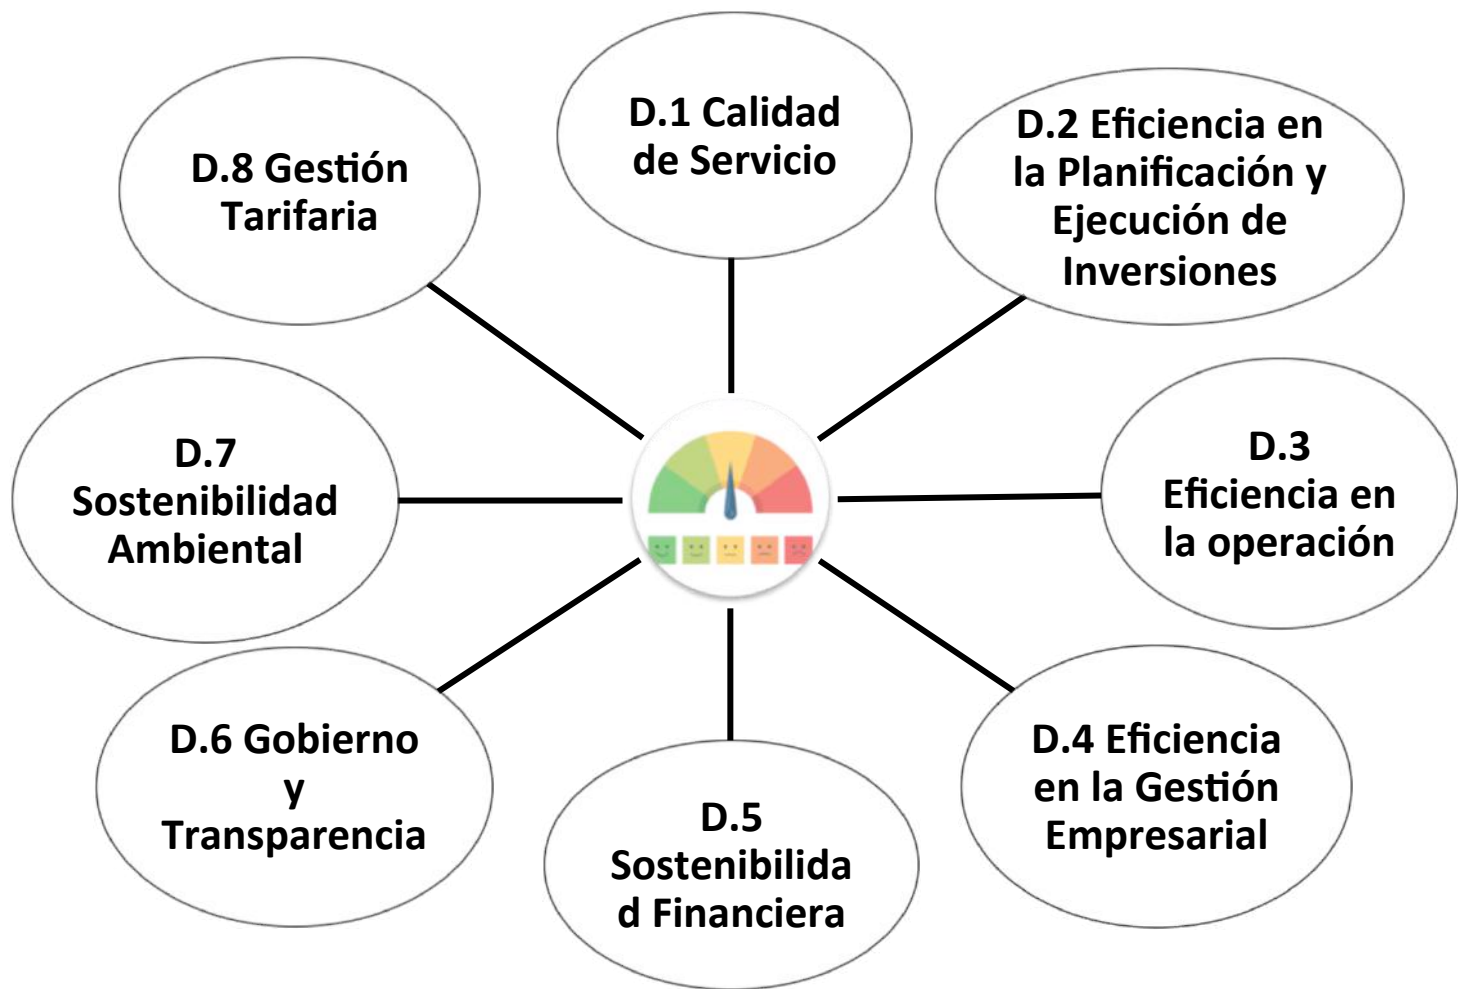 D.1 Calidad
de Servicio
D.2 Eficiencia en
la Planificación y
Ejecución de
Inversiones
D.3
Eficiencia en
la operación
D.4 Eficiencia
en la Gestión
Empresarial
D.5
Sostenibilida
d Financiera
D.6 Gobierno
y
Transparencia
D.7
Sostenibilidad
Ambiental
D.8 Gestión
Tarifaria